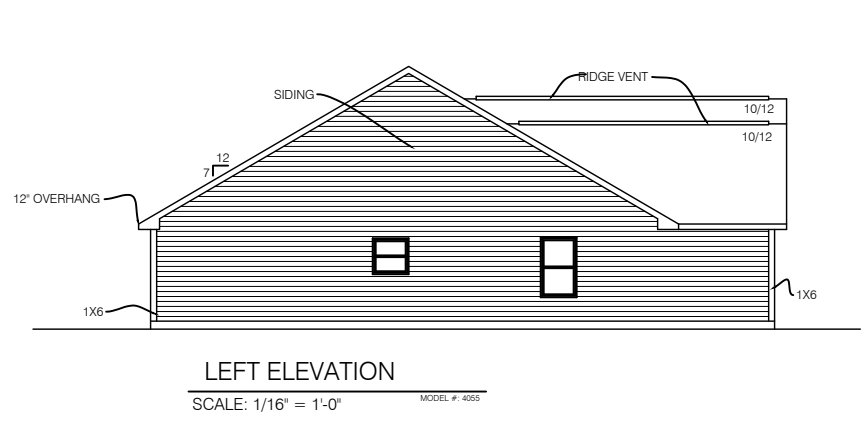 RIDGE VENT
SIDING
10/12
10/12
12
7
12" OVERHANG
1X6
1X6
LEFT ELEVATION
SCALE: 1/16" = 1'-0"
MODEL #: 4055